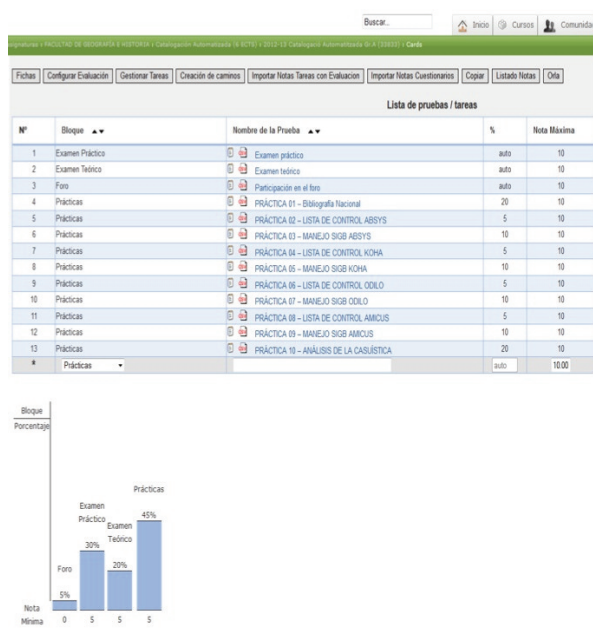 Buscar..
Inicio Cursos Comunidad
asignatures › FACULTAD DE GEOGRAFÍA E HISTORIA › Catalogación Automatizada (6 ECTS) › 2012-13 Catalogació Automatitzada Gr.A (33833) › Cards
Fichas Configurar Evaluación Gestionar Tareas Creación de caminos Importar Notas Tareas con Evaluacion Importar Notas Cuestionarios Copiar Listado Notas Orla
Lista de pruebas / tareas
Nº Bloque Nombre de la Prueba % Nota Máxima
1 Examen Práctico Examen práctico auto 10
2 Examen Teórico Examen teórico auto 10
3 Foro Participación en el foro auto 10
4 Prácticas PRÁCTICA 01 – Bibliografía Nacional 20 10
5 Prácticas PRÁCTICA 02 – LISTA DE CONTROL ABSYS 5 10
6 Prácticas PRÁCTICA 03 – MANEJO SIGB ABSYS 10 10
7 Prácticas PRÁCTICA 04 – LISTA DE CONTROL KOHA 5 10
8 Prácticas PRÁCTICA 05 – MANEJO SIGB KOHA 10 10
9 Prácticas PRÁCTICA 06 – LISTA DE CONTROL ODILO 5 10
10 Prácticas PRÁCTICA 07 – MANEJO SIGB ODILO 10 10
11 Prácticas PRÁCTICA 08 – LISTA DE CONTROL AMICUS 5 10
12 Prácticas PRÁCTICA 09 – MANEJO SIGB AMICUS 10 10
13 Prácticas PRÁCTICA 10 – ANÁLISIS DE LA CASUÍSTICA 20 10
* Prácticas auto 10.00
Bloque
Porcentaje
Prácticas
45%
Examen
Práctico
30%
Examen
Teórico
20%
Foro
5%
Nota
Mínima 0 5 5 5